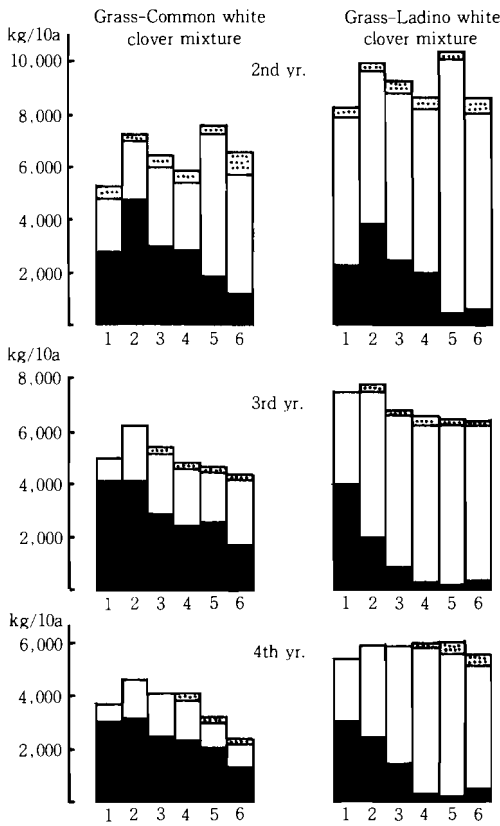 Grass-Common white
clover mixture
Grass-Ladino white
clover mixture
kg/10a
2nd yr.
10,000
8,000
6,000
4,000
2,000
1 2 3 4 5 6
1 2 3 4 5 6
kg/10a
8,000
3rd yr.
6,000
4,000
2,000
1 2 3 4 5 6
1 2 3 4 5 6
kg/10a
6,000
4th yr.
4,000
2,000
1 2 3 4 5 6
1 2 3 4 5 6